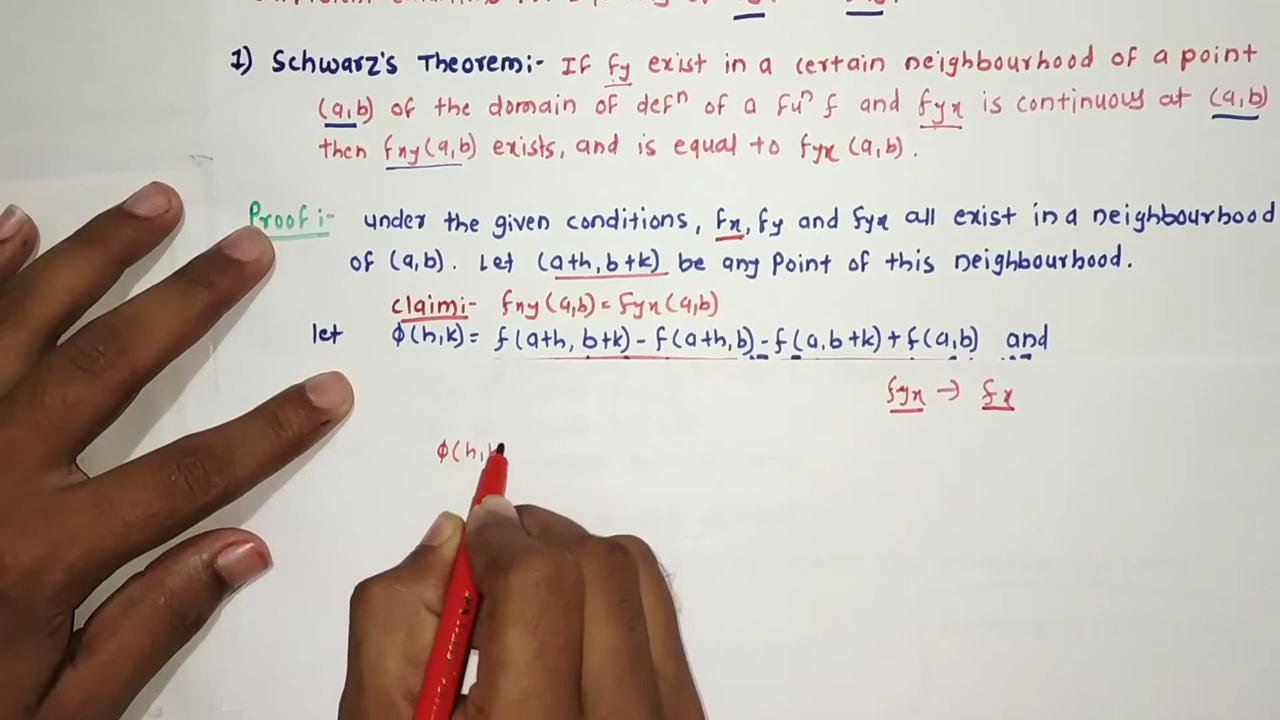 1) Schwarz's Theorem:- If fy exist in a certain neighbourhood of a point
(a,b) of the domain of defⁿ of a fuⁿ f and fyx is continuous at (a,b)
then fxy(a,b) exists, and is equal to fyx (a,b).
Proof:- under the given conditions, fx, fy and fyx all exist in a neighbourhood
of (a,b). Let (a+h, b+k) be any Point of this neighbourhood.
claim:- fxy(a,b) = fyx(a,b)
let ϕ(h,k) = f(a+h, b+k) - f(a+h, b) - f(a, b+k) + f(a,b) and
fyx → fx
ϕ(h,